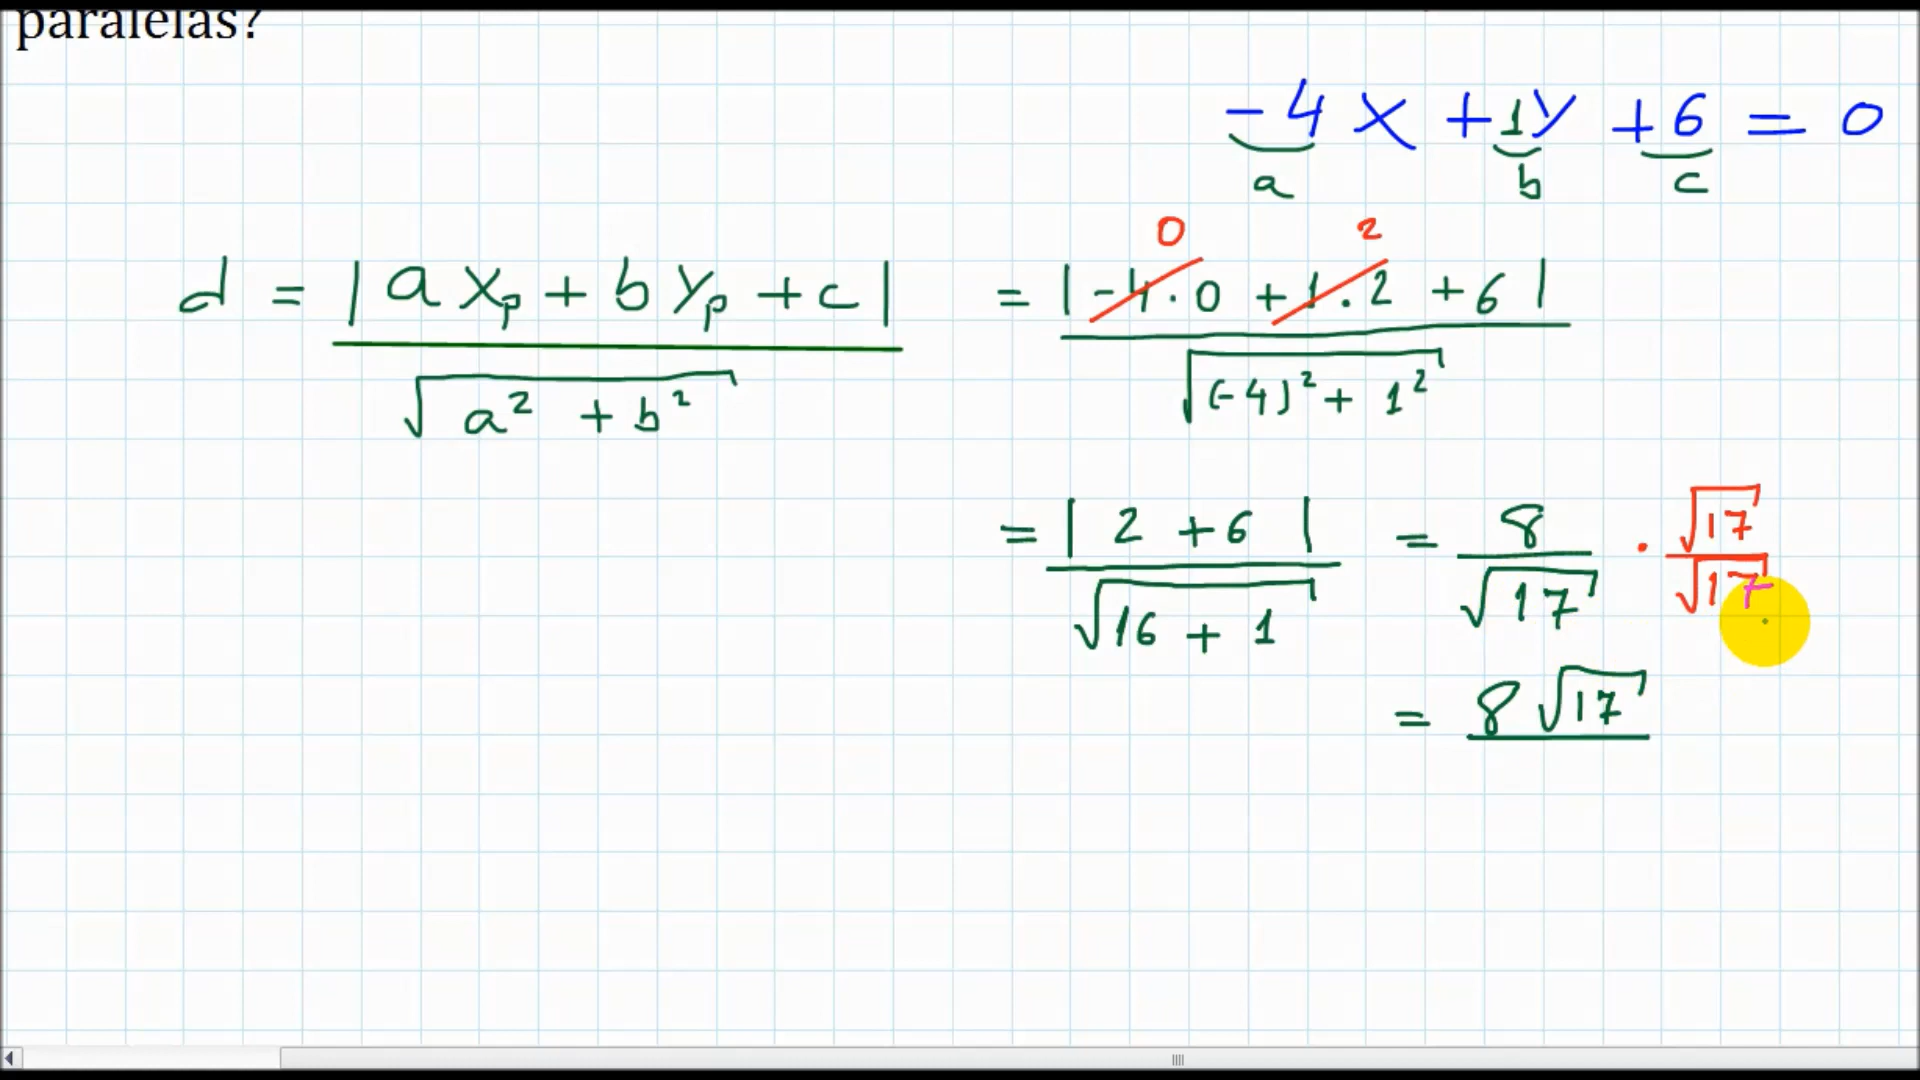 paralelas?
-4x + 1y + 6 = 0
a b c
0 2
d = |a xₚ + b yₚ + c| / √(a² + b²) = |-4 · 0 + 1 · 2 + 6| / √((-4)² + 1²)
= |2 + 6| / √(16 + 1) = 8 / √17 · √17 / √17
= 8√17